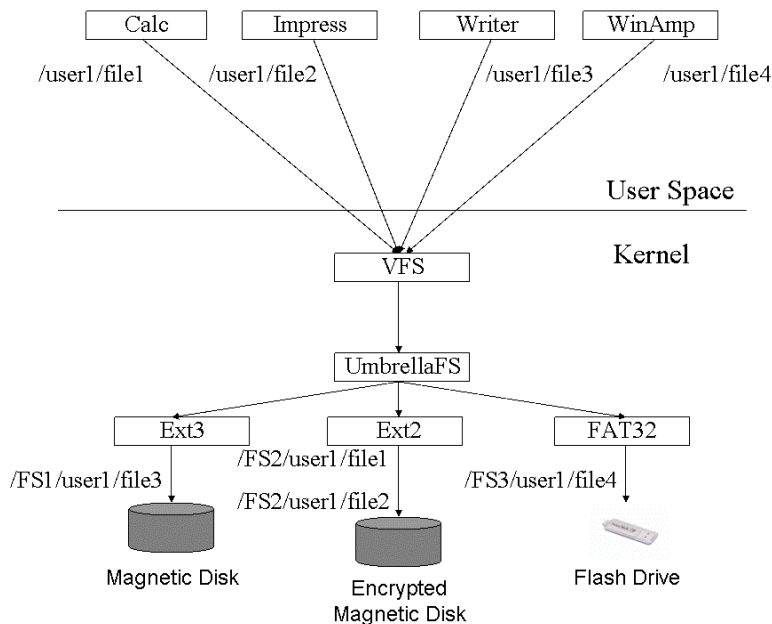 Calc
Impress
Writer
WinAmp
/user1/file1
/user1/file2
/user1/file3
/user1/file4
User Space
Kernel
VFS
UmbrellaFS
Ext3
Ext2
FAT32
/FS1/user1/file3
/FS2/user1/file1
/FS2/user1/file2
/FS3/user1/file4
Magnetic Disk
Encrypted
Magnetic Disk
Flash Drive